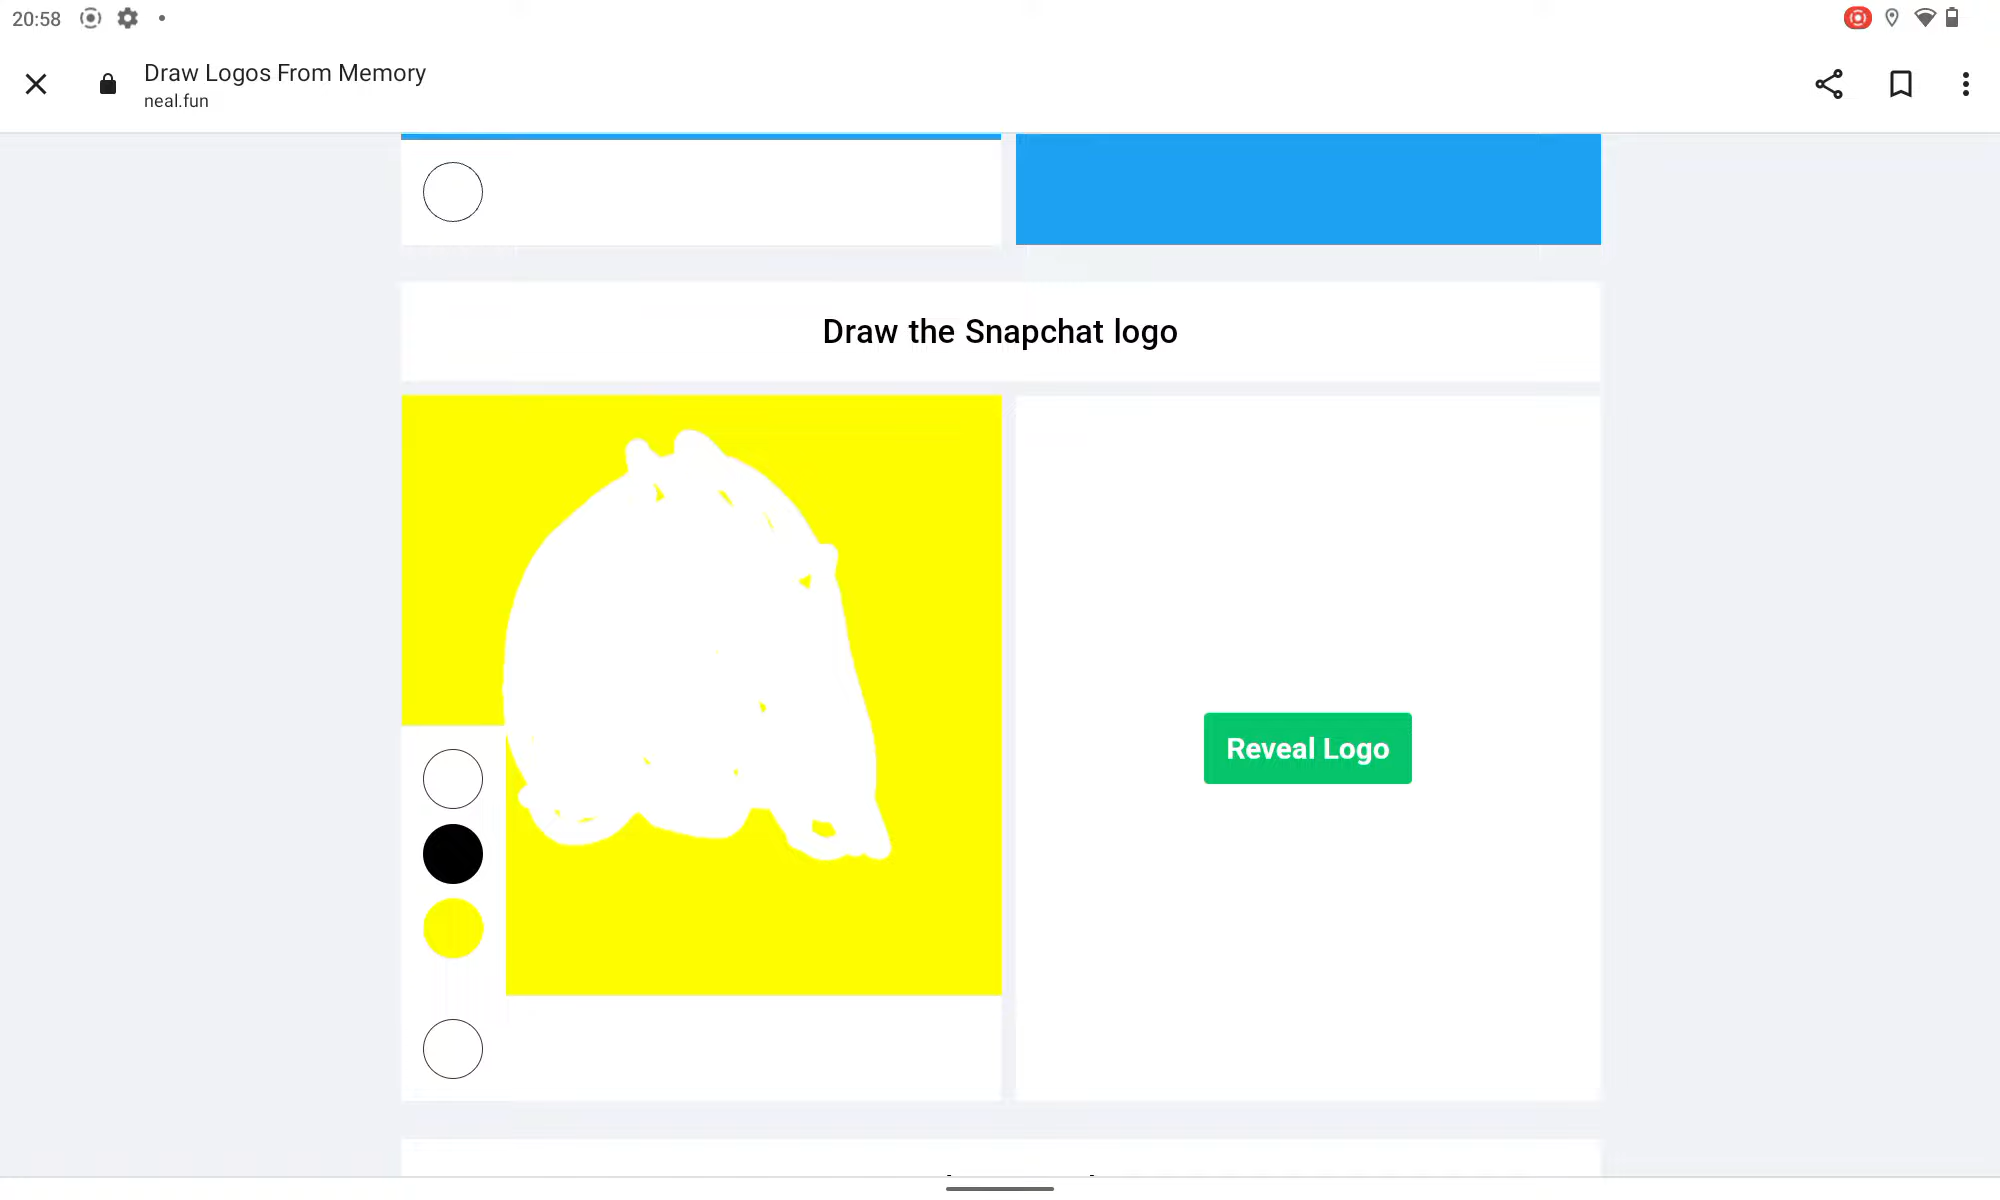 20:58
Draw Logos From Memory
neal.fun
Draw the Snapchat logo
Reveal Logo